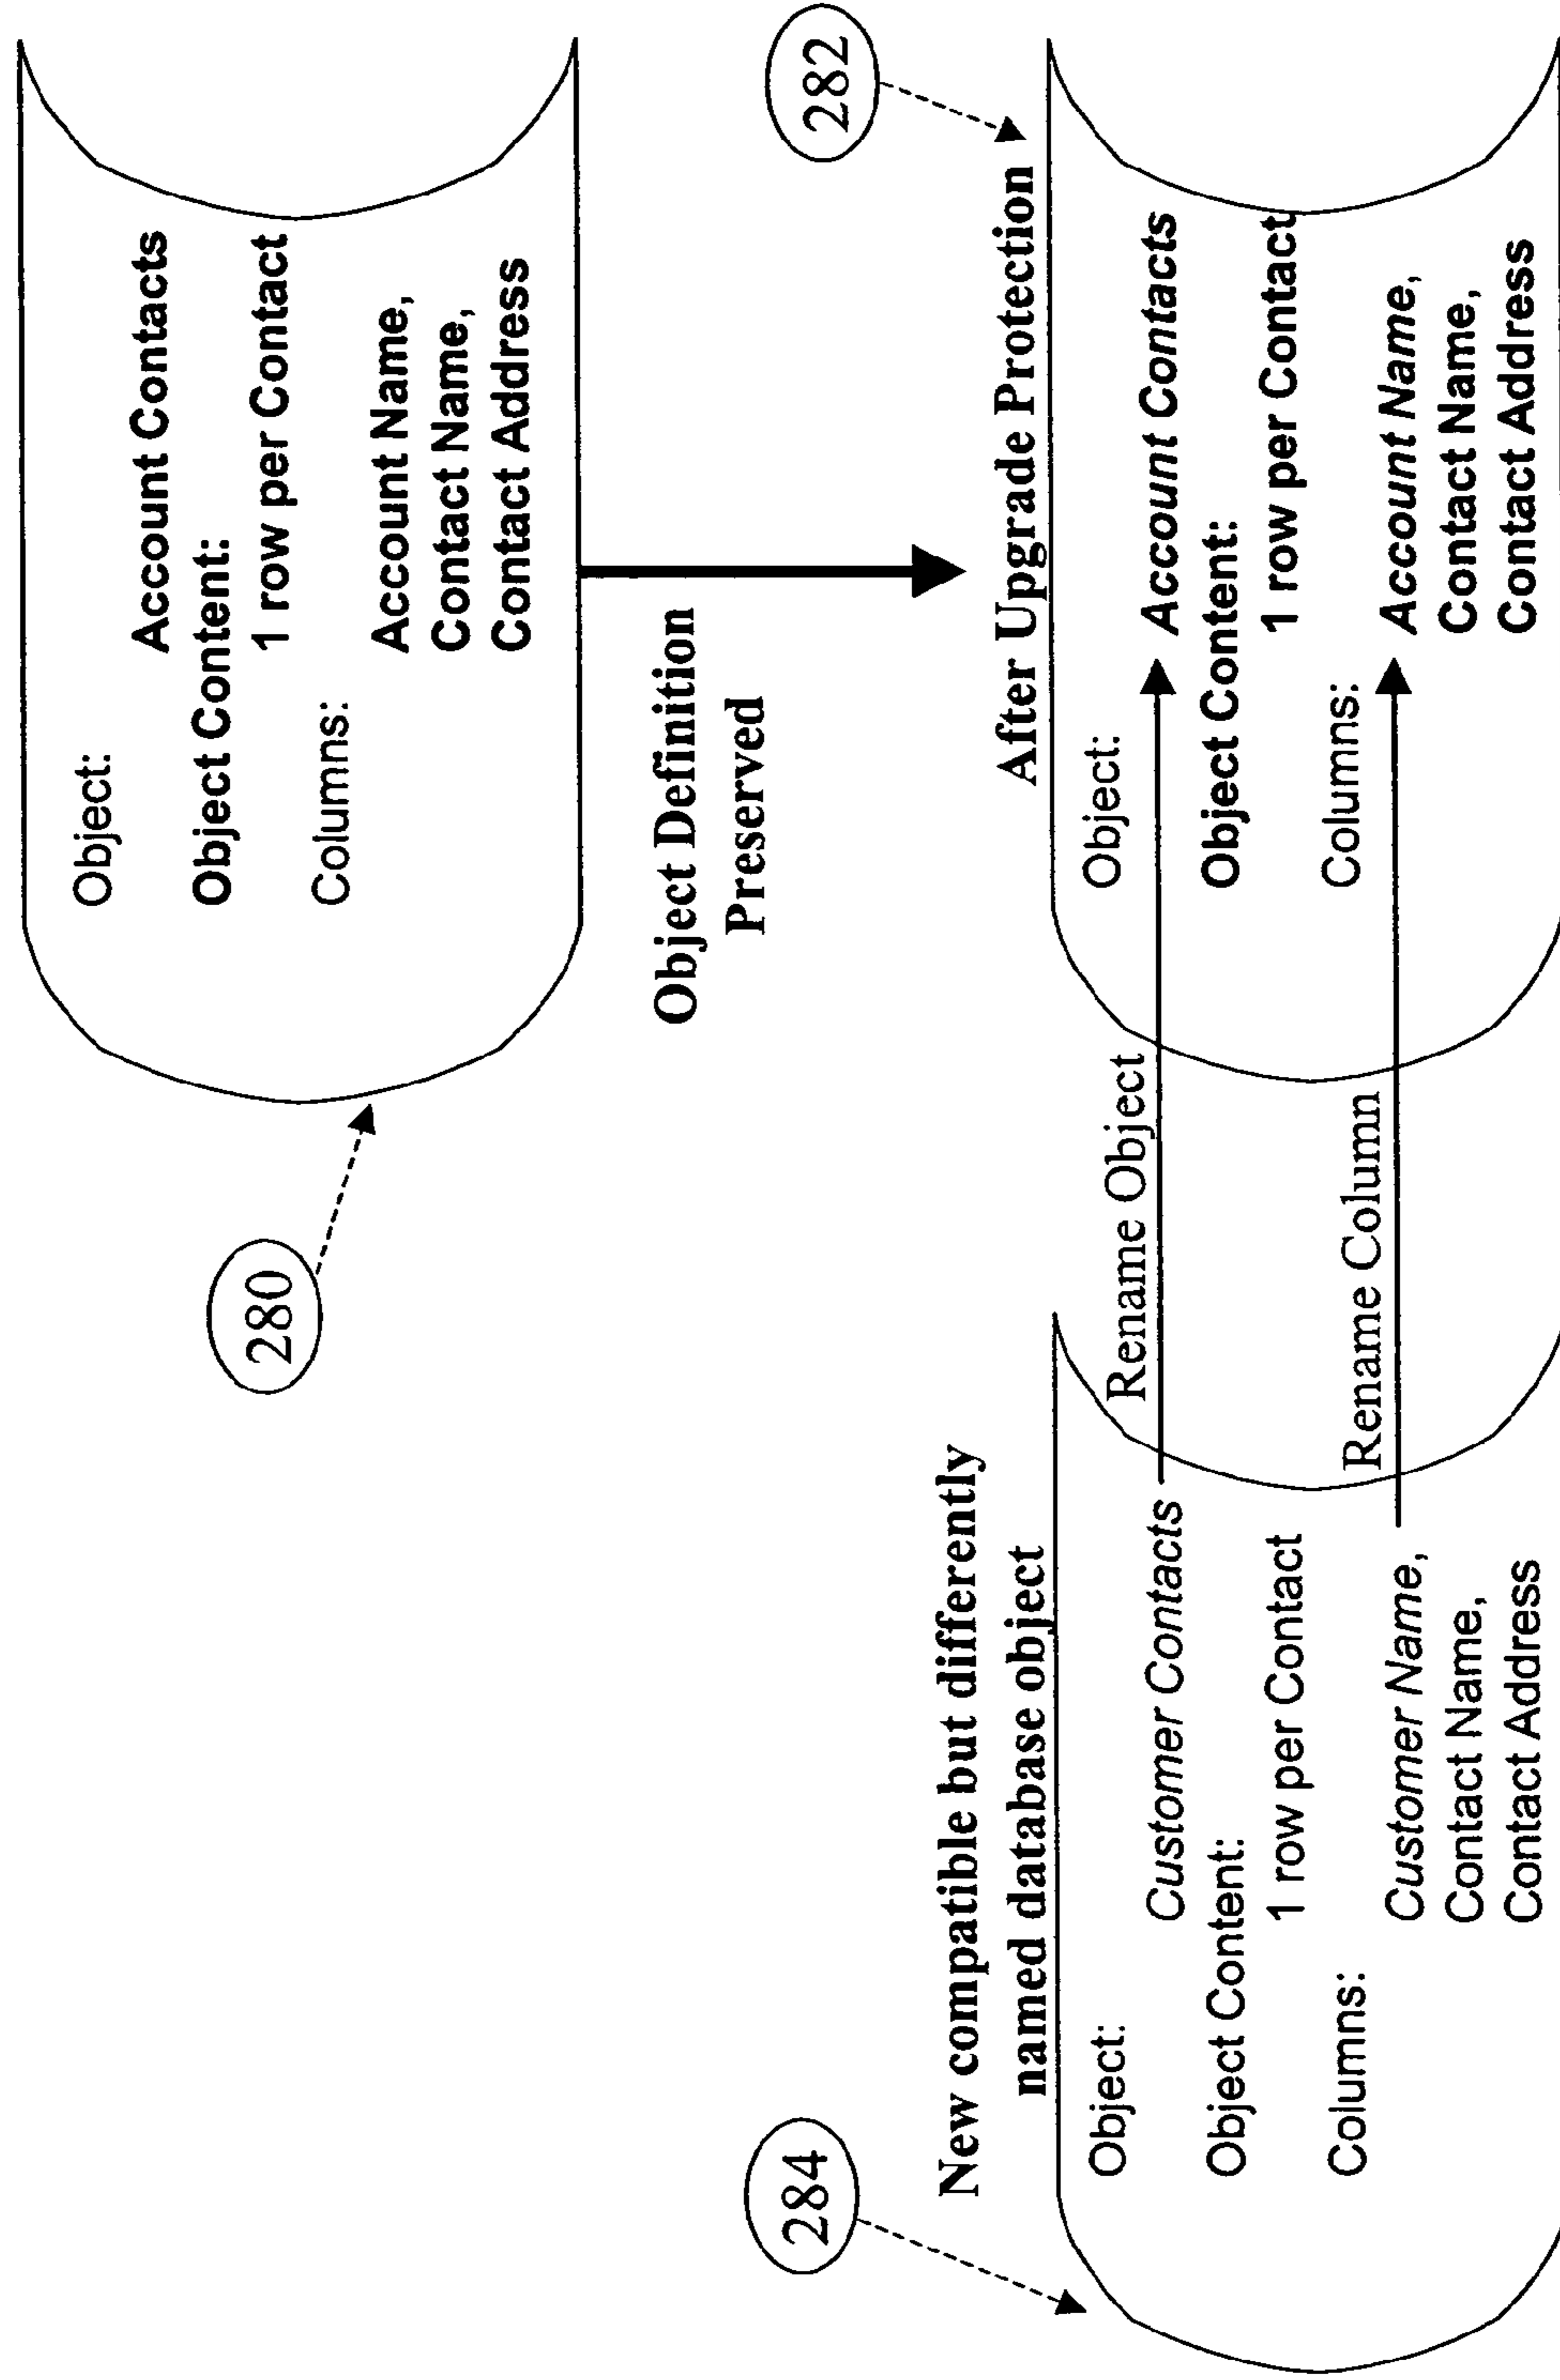 280
Object:
Account Contacts
Object Content:
1 row per Contact
Columns:
Account Name,
Contact Name,
Contact Address
Object Definition
Preserved
284
New compatible but differently
named database object
Object:
Customer Contacts
Object Content:
1 row per Contact
Columns:
Customer Name,
Contact Name,
Contact Address
Rename Object
Rename Column
282
After Upgrade Protection
Object:
Account Contacts
Object Content:
1 row per Contact
Columns:
Account Name,
Contact Name,
Contact Address